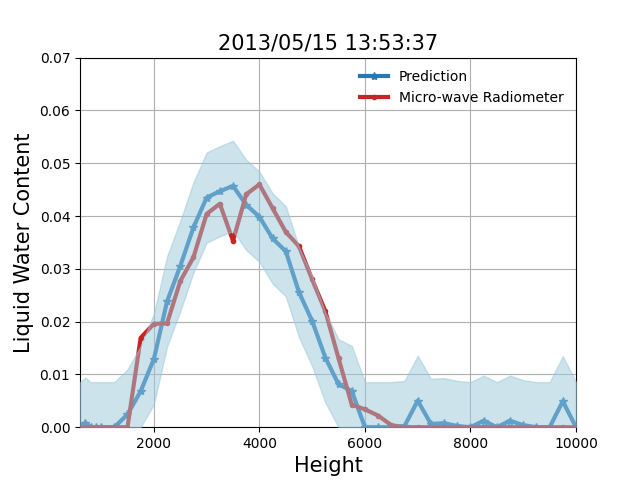 2013/05/15 13:53:37
Prediction
Micro-wave Radiometer
Liquid Water Content
0.07
0.06
0.05
0.04
0.03
0.02
0.01
0.00
2000 4000 6000 8000 10000
Height